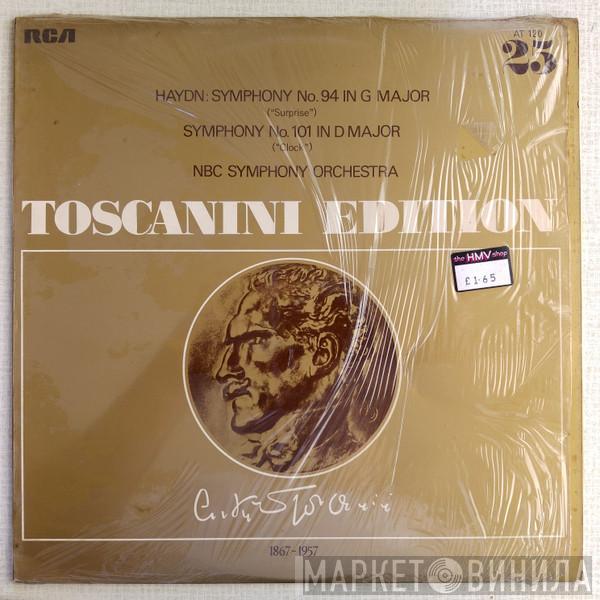 RCA
AT 120
25
HAYDN: SYMPHONY No. 94 IN G MAJOR
("Surprise")
SYMPHONY No. 101 IN D MAJOR
("Clock")
NBC SYMPHONY ORCHESTRA
TOSCANINI EDITION
the HMV shop
£1·65
1867–1957
МАРКЕТ ВИНИЛА